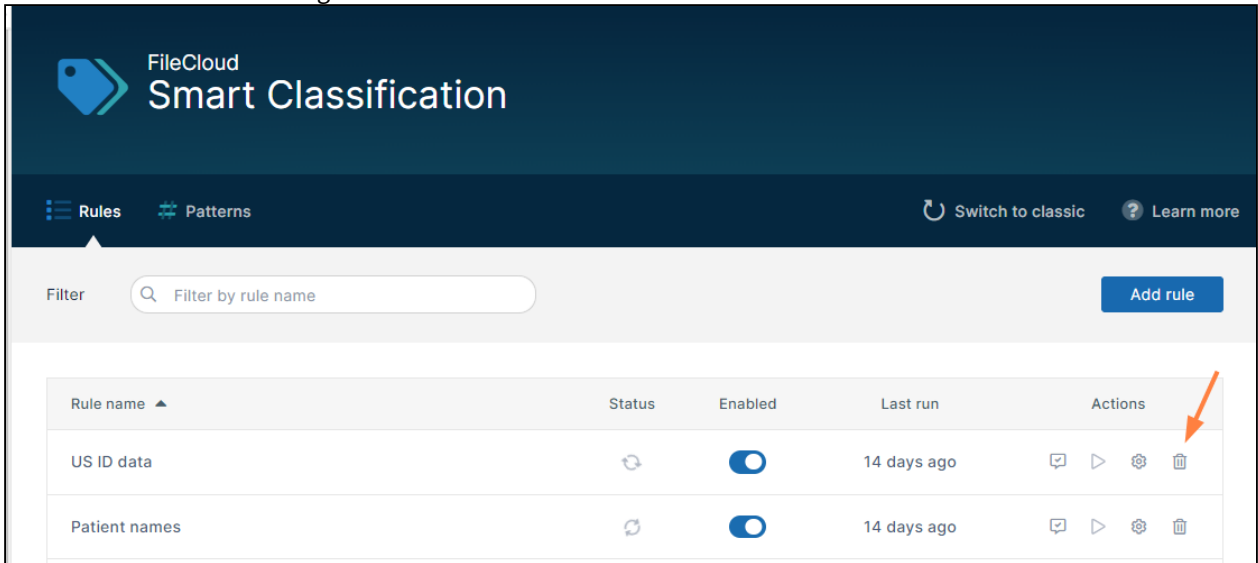 FileCloud
Smart Classification
Rules Patterns Switch to classic ? Learn more
Filter Filter by rule name Add rule
Rule name Status Enabled Last run Actions
US ID data 14 days ago
Patient names 14 days ago